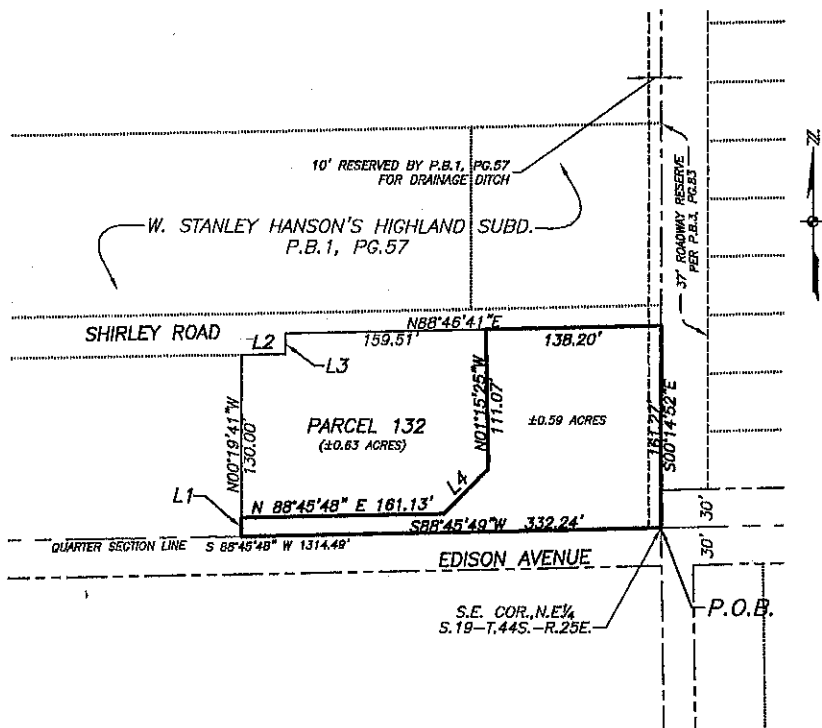 10' RESERVED BY P.B.1, PG.57
FOR DRAINAGE DITCH
W. STANLEY HANSON'S HIGHLAND SUBD.
P.B.1, PG.57
37' ROADWAY RESERVE
PER P.B.3, PG.83
N
SHIRLEY ROAD
L2
L3
N88°46'41"E
159.51'
138.20'
N00°19'41"W
130.00'
PARCEL 132
(±0.63 ACRES)
N01°15'25"W
111.07'
±0.59 ACRES
161.27'
S00°14'52"E
L1
L4
N 88°45'48" E 161.13'
S88°45'49"W 332.24'
30'
30'
QUARTER SECTION LINE S 88°45'48" W 1314.49'
EDISON AVENUE
S.E. COR.,N.E¼
S.19-T.44S.-R.25E.
P.O.B.